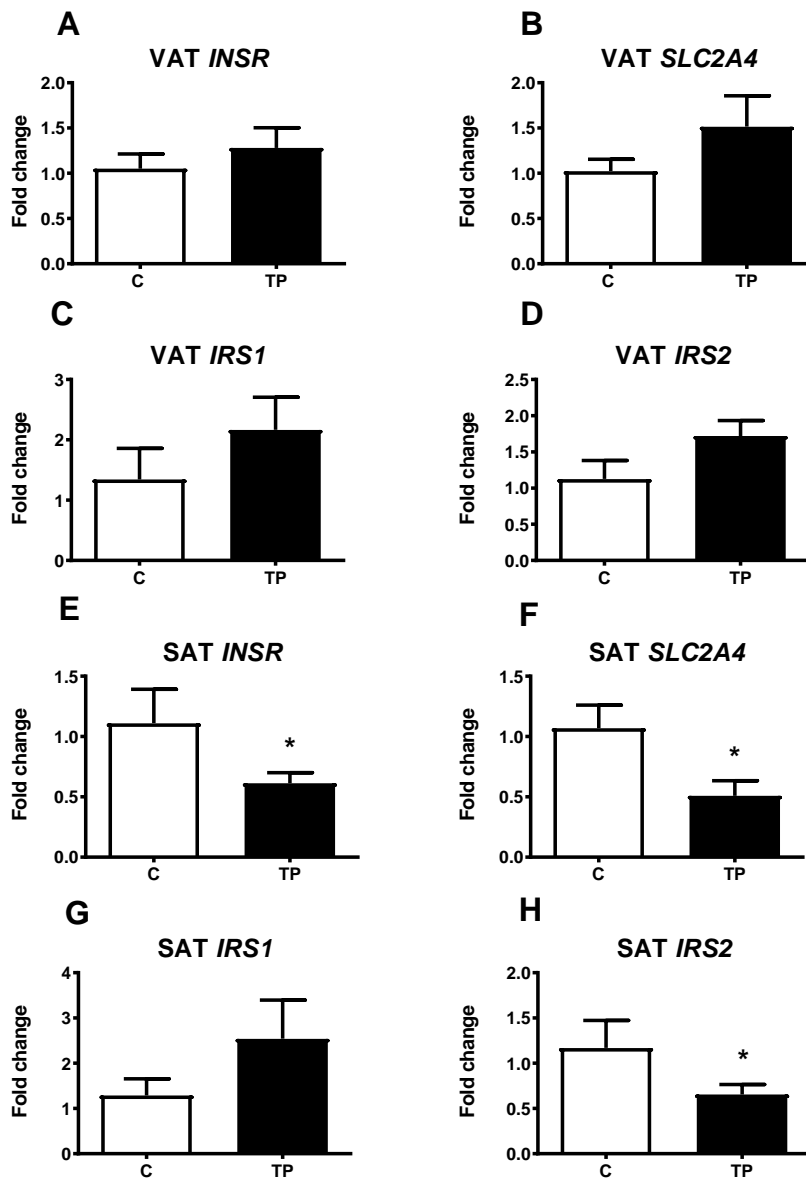 A
VAT INSR
Fold change
2.0
1.5
1.0
0.5
0.0
C TP
B
VAT SLC2A4
Fold change
2.0
1.5
1.0
0.5
0.0
C TP
C
VAT IRS1
Fold change
3
2
1
0
C TP
D
VAT IRS2
Fold change
2.5
2.0
1.5
1.0
0.5
0.0
C TP
E
SAT INSR
Fold change
1.5
1.0
0.5
0.0
*
C TP
F
SAT SLC2A4
Fold change
1.5
1.0
0.5
0.0
*
C TP
G
SAT IRS1
Fold change
4
3
2
1
0
C TP
H
SAT IRS2
Fold change
2.0
1.5
1.0
0.5
0.0
*
C TP